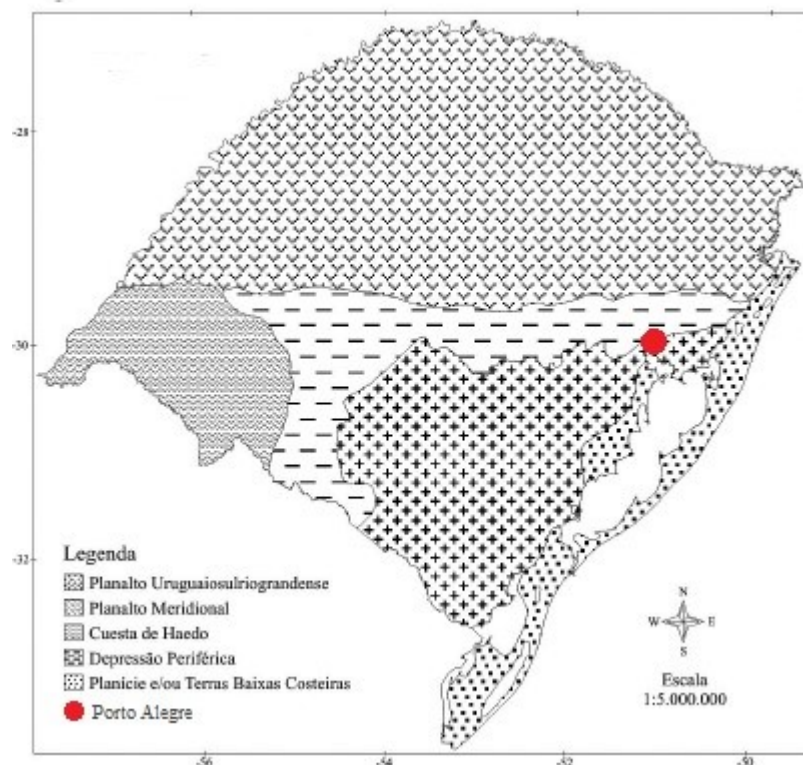 -28
-30
-32
Legenda
Planalto Uruguaiosulriograndense
Planalto Meridional
Cuesta de Haedo
Depressão Periférica
Planície e/ou Terras Baixas Costeiras
Porto Alegre
N
W E
S
Escala
1:5.000.000
-56 -54 -52 -50